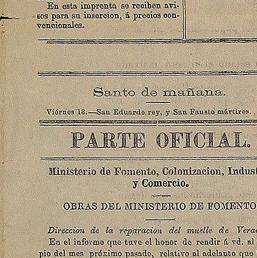 En esta imprenta se reciben avi-
sos para su insercion, á precios con-
vencionales.
Santo de mañana.
Viérnes 13.—San Eduardo rey, y San Fausto mártires.
PARTE OFICIAL.
Ministerio de Fomento, Colonizacion, Indust
y Comercio.
OBRAS DEL MINISTERIO DE FOMENTO
Direccion de la reparacion del muelle de Verac
En el informe que tuve el honor de rendir á vd. al
pio del mes próximo pasado, relativo al adelanto que